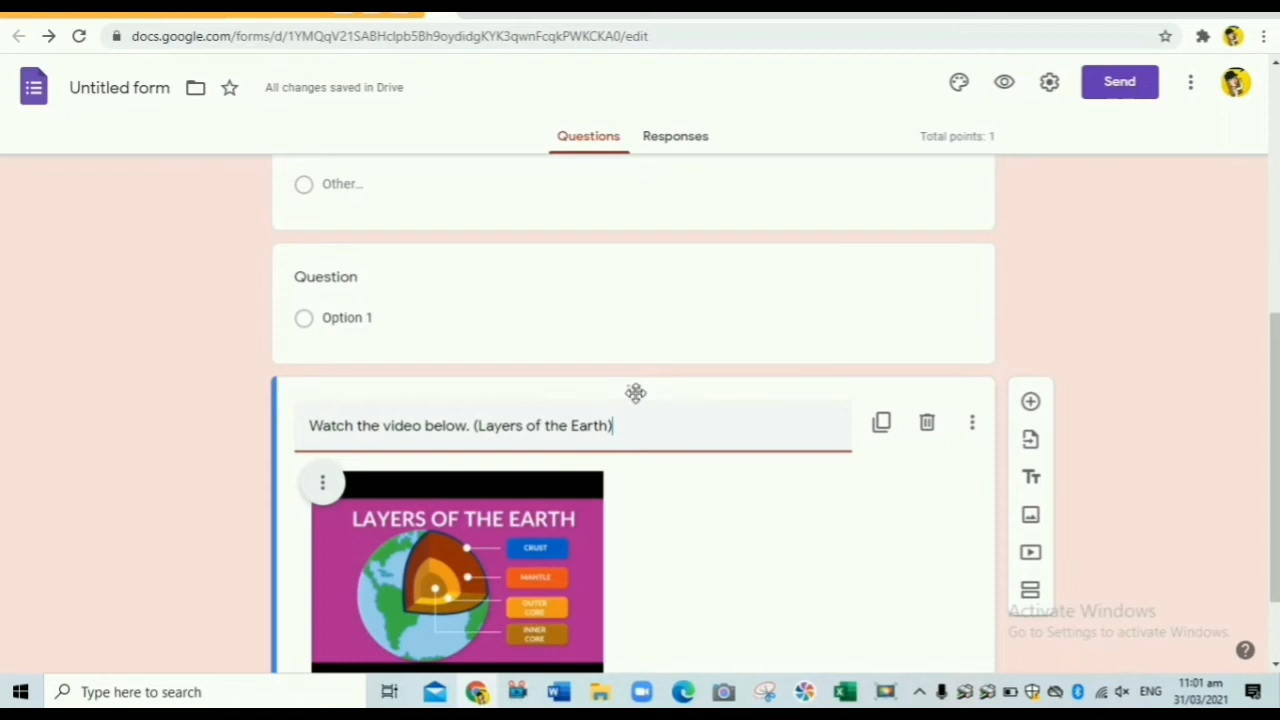 docs.google.com/forms/d/1YMQqV21SABHclpb5Bh9oydidgKYK3qwnFcqkPWKCKA0/edit
Untitled form
All changes saved in Drive
Send
Questions
Responses
Total points: 1
Other...
Question
Option 1
Watch the video below. (Layers of the Earth)
LAYERS OF THE EARTH
CRUST
MANTLE
OUTER
CORE
INNER
CORE
Activate Windows
Go to Settings to activate Windows.
Type here to search
ENG
11:01 am
31/03/2021